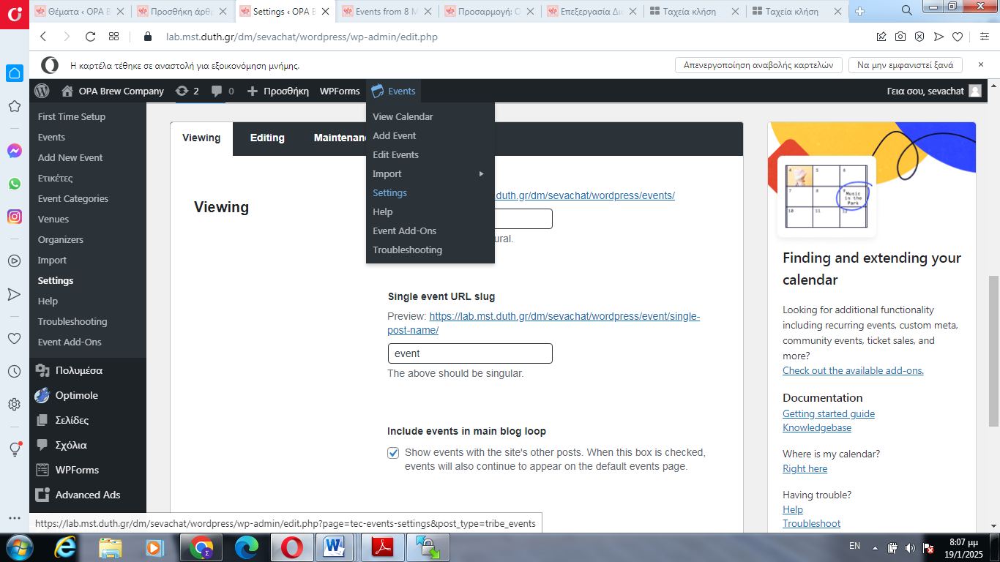 Θέματα ‹ OPA B
Προσθήκη άρθρ
Settings ‹ OPA B
Events from 8 M
Προσαρμογή: O
Επεξεργασία Δι
Ταχεία κλήση
Ταχεία κλήση
lab.mst.duth.gr/dm/sevachat/wordpress/wp-admin/edit.php
Η καρτέλα τέθηκε σε αναστολή για εξοικονόμηση μνήμης.
Απενεργοποίηση αναβολής καρτελών
Να μην εμφανιστεί ξανά
OPA Brew Company
2
0
Προσθήκη
WPForms
Events
Γεια σου, sevachat
First Time Setup
Events
Add New Event
Ετικέτες
Event Categories
Venues
Organizers
Import
Settings
Help
Troubleshooting
Event Add-Ons
Πολυμέσα
Optimole
Σελίδες
Σχόλια
WPForms
Advanced Ads
View Calendar
Add Event
Edit Events
Import
Settings
Help
Event Add-Ons
Troubleshooting
Viewing
Editing
Maintenanc
Viewing
.duth.gr/dm/sevachat/wordpress/events/
ural.
Single event URL slug
Preview: https://lab.mst.duth.gr/dm/sevachat/wordpress/event/single-
post-name/
event
The above should be singular.
Include events in main blog loop
Show events with the site's other posts. When this box is checked,
events will also continue to appear on the default events page.
4 5 6
7 8 9
Music
in the
Park
10 11 12
Finding and extending your
calendar
Looking for additional functionality
including recurring events, custom meta,
community events, ticket sales, and
more?
Check out the available add-ons.
Documentation
Getting started guide
Knowledgebase
Where is my calendar?
Right here
Having trouble?
Help
Troubleshoot
https://lab.mst.duth.gr/dm/sevachat/wordpress/wp-admin/edit.php?page=tec-events-settings&post_type=tribe_events
EN
8:07 μμ
19/1/2025